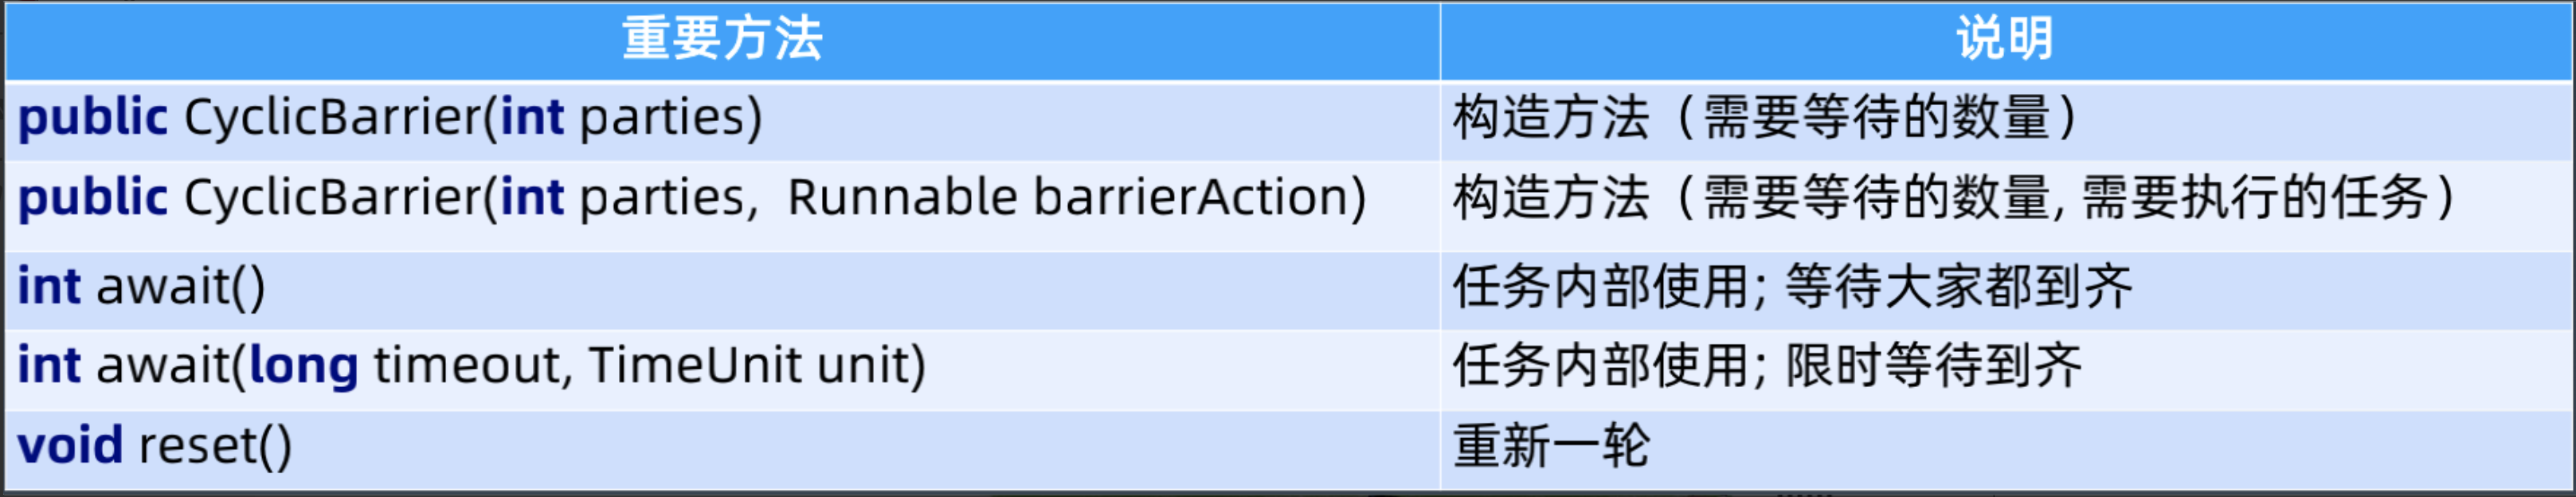 重要方法 说明
public CyclicBarrier(int parties) 构造方法（需要等待的数量）
public CyclicBarrier(int parties, Runnable barrierAction) 构造方法（需要等待的数量, 需要执行的任务）
int await() 任务内部使用; 等待大家都到齐
int await(long timeout, TimeUnit unit) 任务内部使用; 限时等待到齐
void reset() 重新一轮